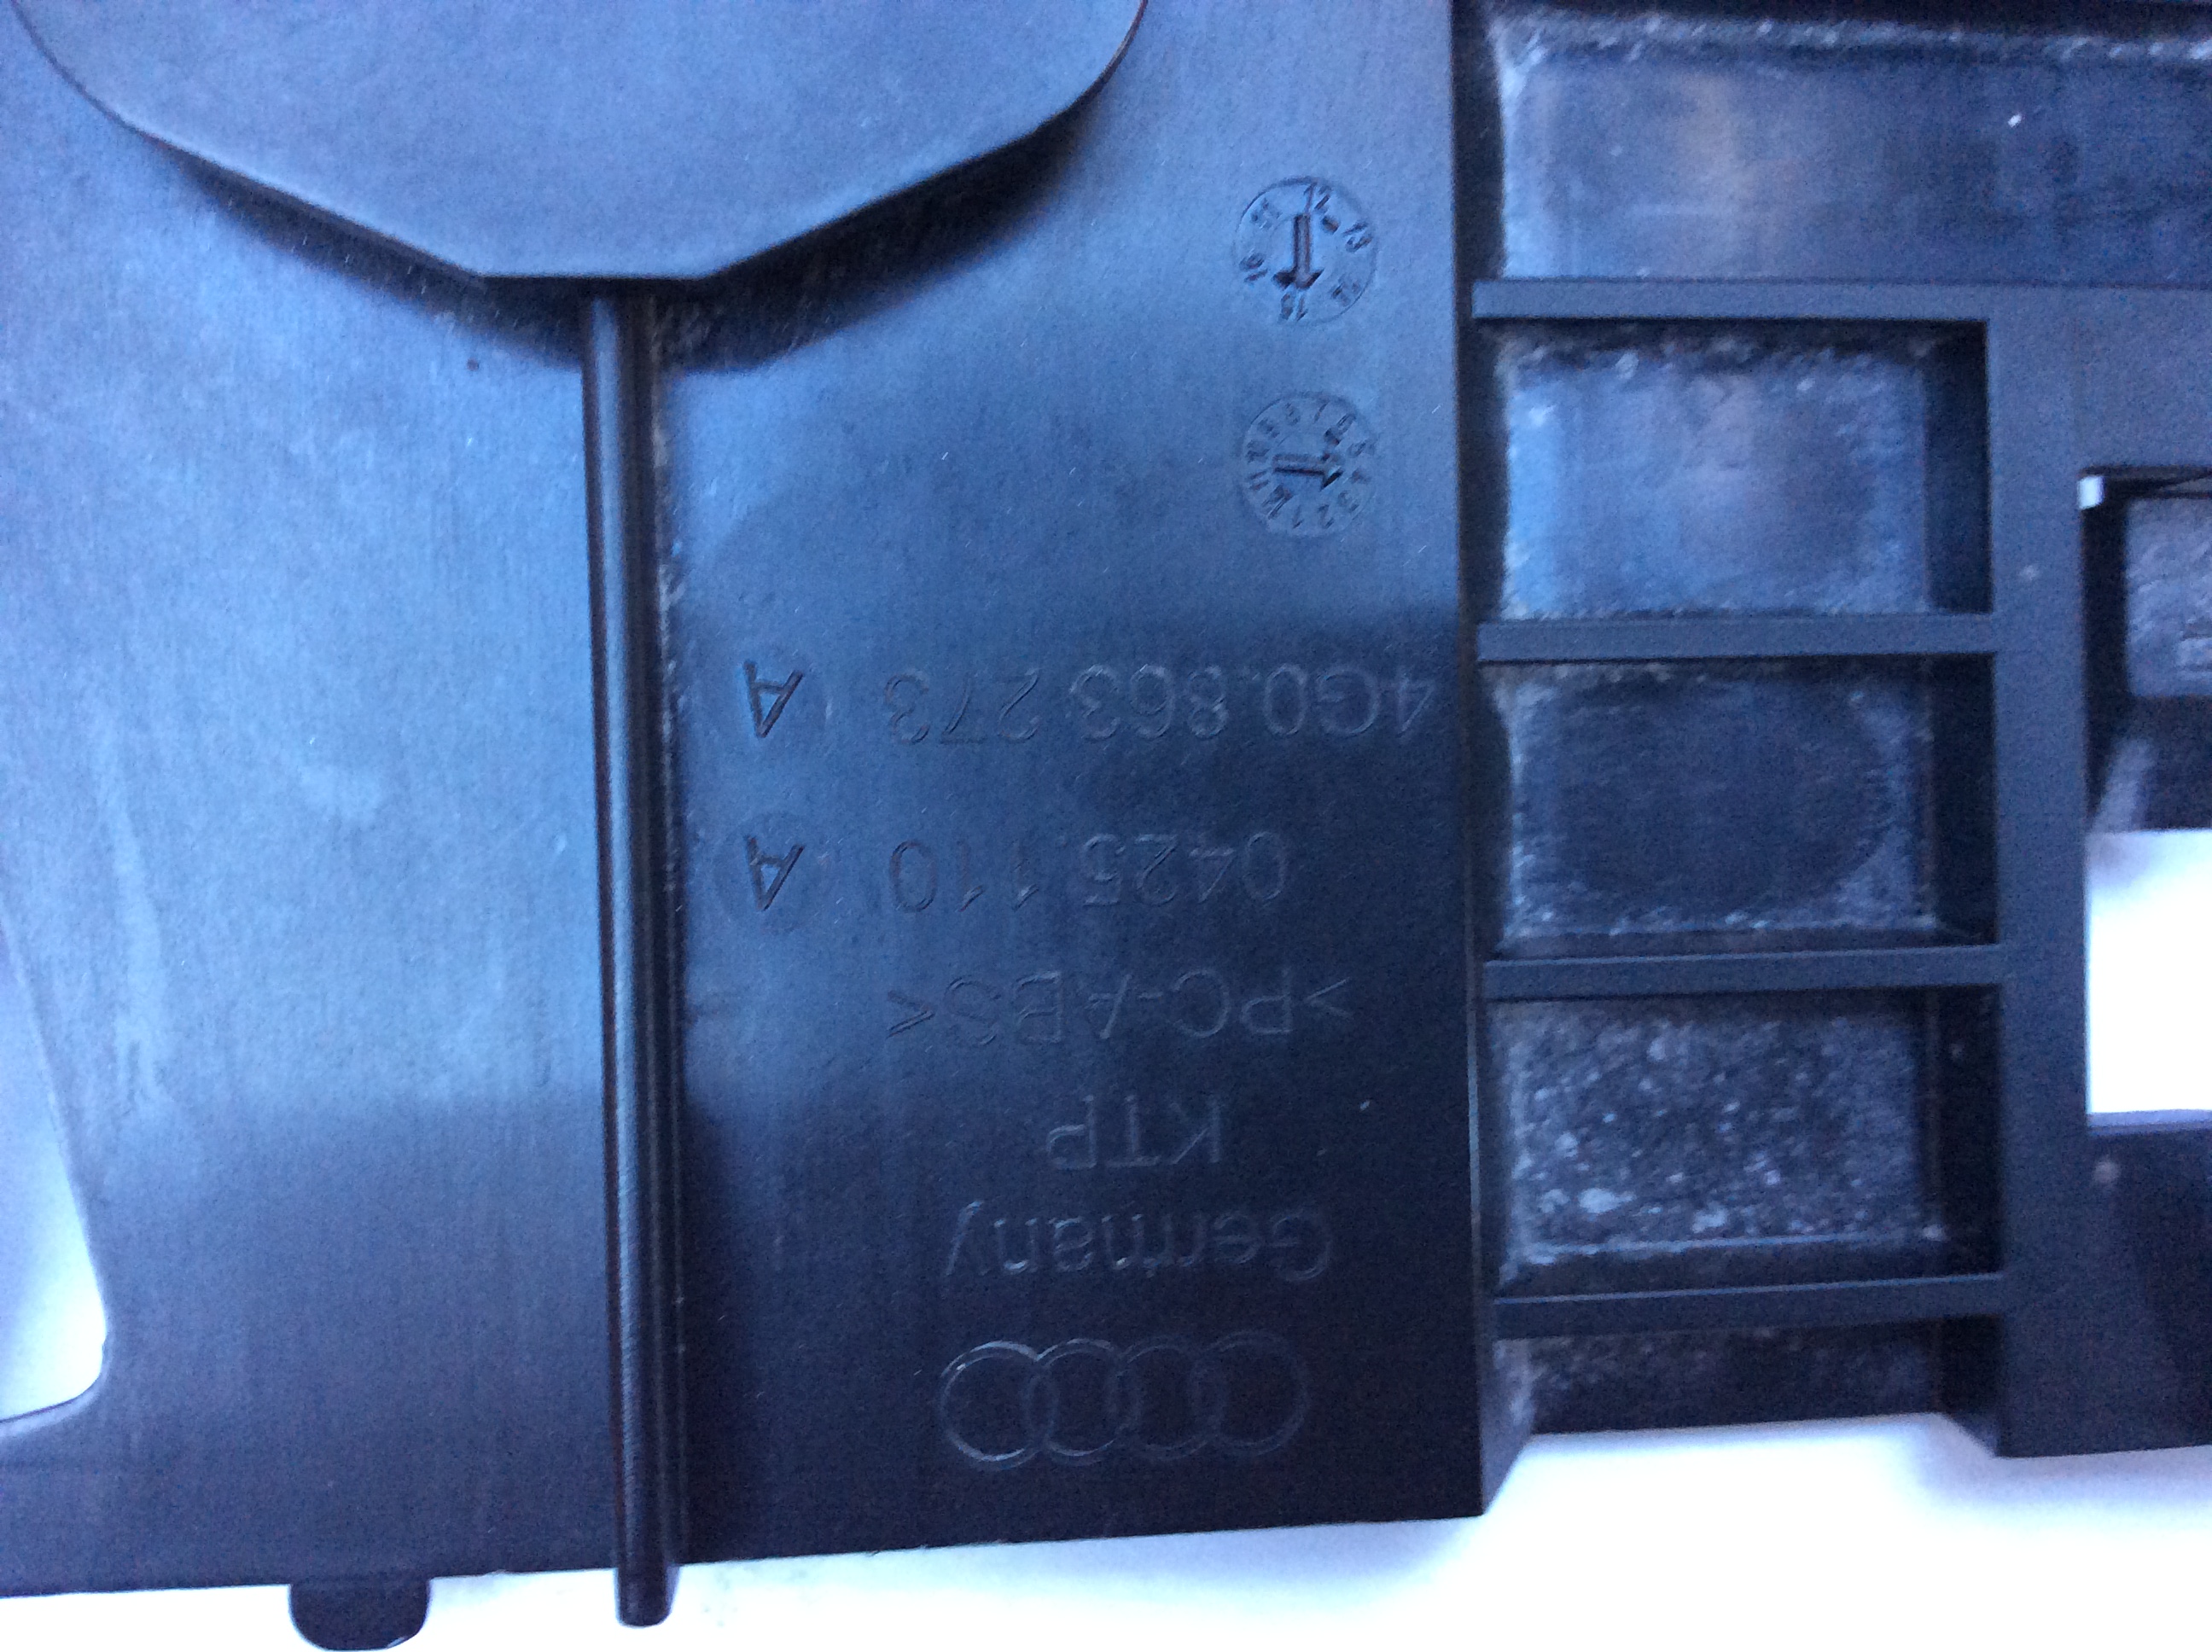 Germany
KTP
>PC-ABS<
0425.110 A
4G0.863 273 A